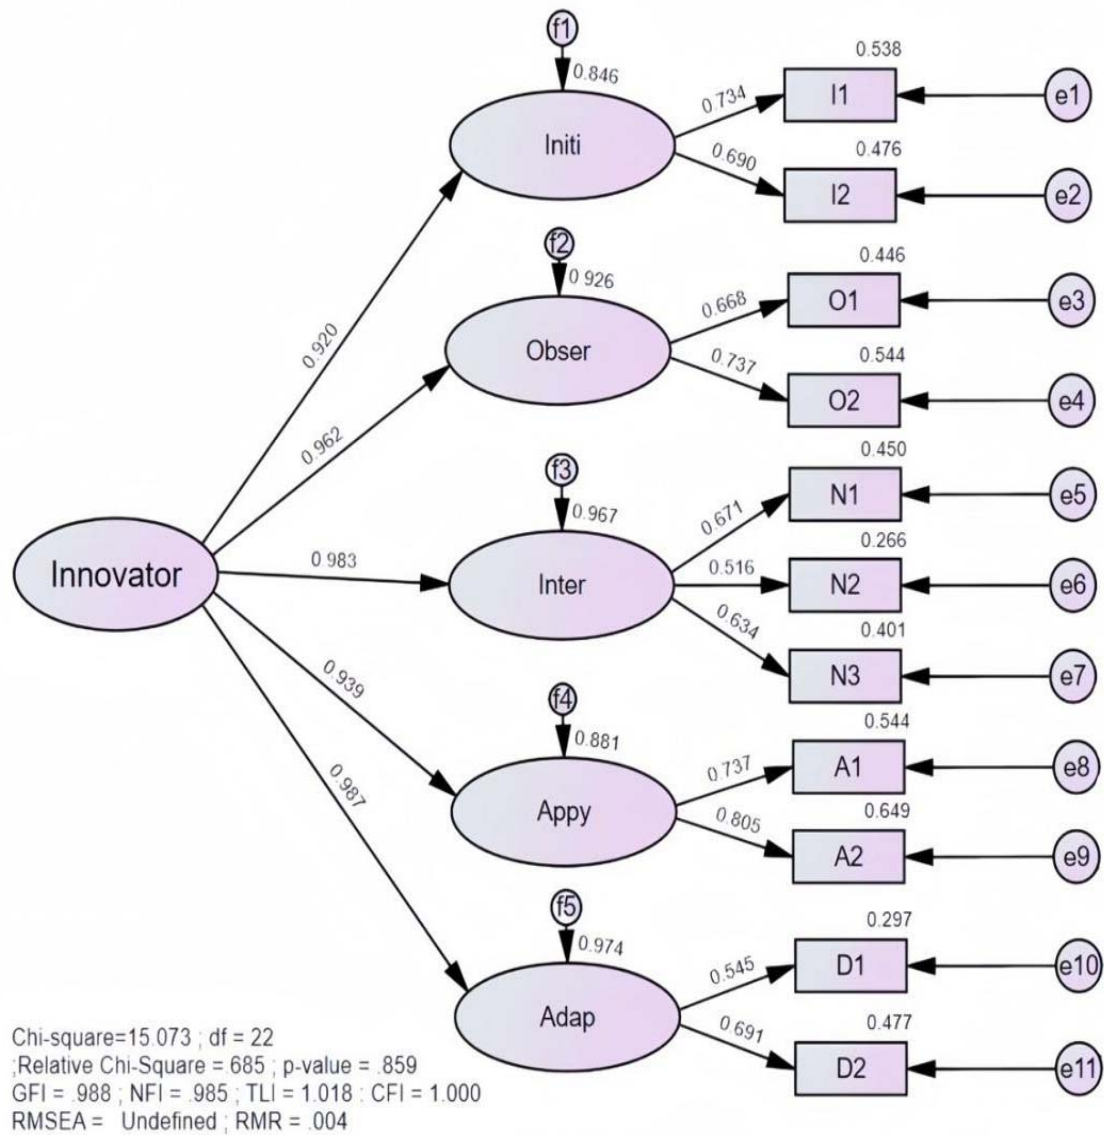 f1
0.846
0.538
Initi
0.734
I1
e1
0.690
0.476
I2
e2
f2
0.926
0.446
0.920
Obser
0.668
O1
e3
0.737
0.544
O2
e4
0.962
f3
0.967
0.450
Innovator
0.983
Inter
0.671
N1
e5
0.516
0.266
N2
e6
0.634
0.401
N3
e7
0.939
f4
0.881
0.544
Appy
0.737
A1
e8
0.805
0.649
A2
e9
0.987
f5
0.974
0.297
Adap
0.545
D1
e10
0.691
0.477
D2
e11
Chi-square=15.073 ; df = 22
;Relative Chi-Square =.685 ; p-value = .859
GFI = .988 ; NFI = .985 ; TLI = 1.018 : CFI = 1.000
RMSEA = Undefined ; RMR = .004